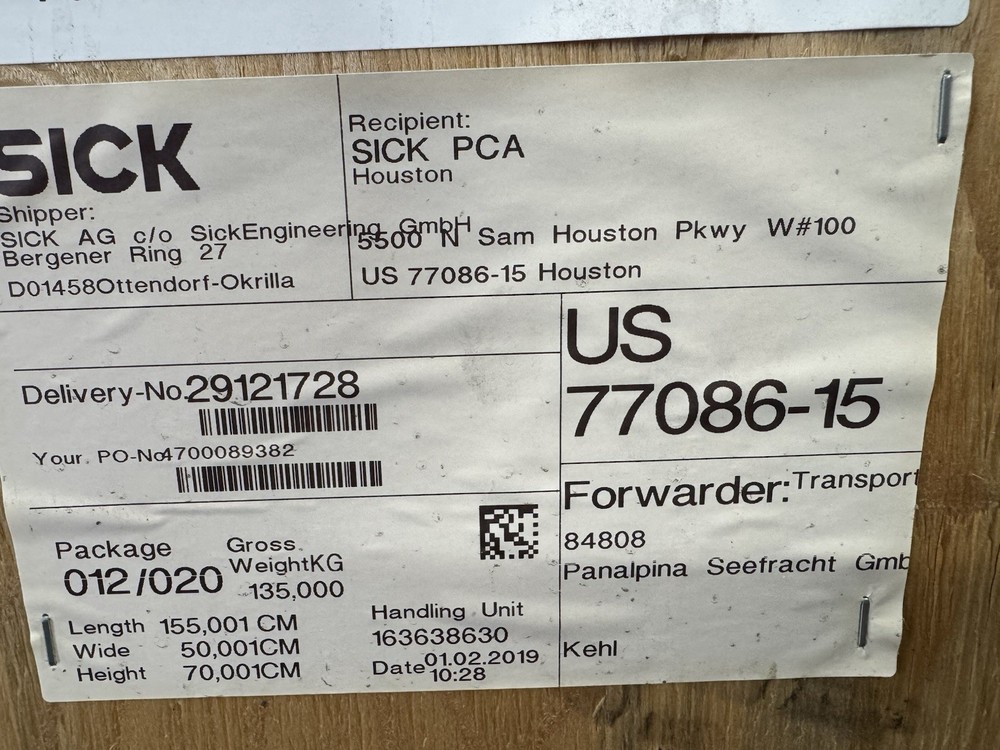 SICK
Shipper:
SICK AG c/o SickEngineering GmbH
Bergener Ring 27
D01458Ottendorf-Okrilla
Recipient:
SICK PCA
Houston
5500 N Sam Houston Pkwy W#100
US 77086-15 Houston
Delivery-No.29121728
Your PO-No4700089382
US
77086-15
Forwarder:Transport
84808
Panalpina Seefracht Gmb
Kehl
Package
012/020
Gross
WeightKG
135,000
Length 155,001 CM
Wide 50,001CM
Height 70,001CM
Handling Unit
163638630
Date01.02.2019
10:28